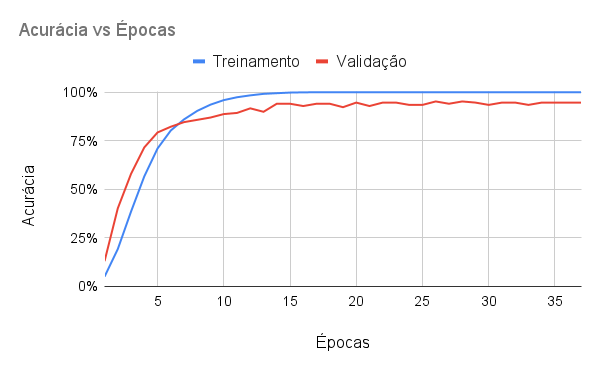 Acurácia vs Épocas
Treinamento Validação
100%
75%
50%
25%
0%
Acurácia
5 10 15 20 25 30 35
Épocas